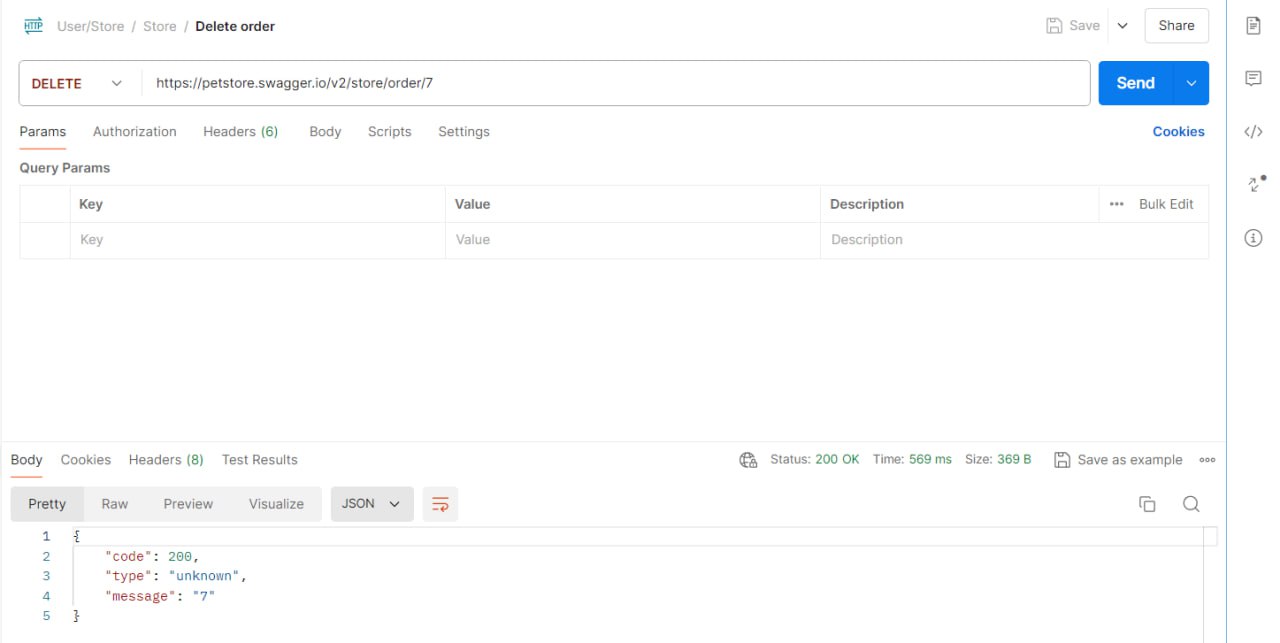 HTTP User/Store / Store / Delete order Save Share
DELETE https://petstore.swagger.io/v2/store/order/7 Send
Params Authorization Headers (6) Body Scripts Settings Cookies
Query Params
Key Value Description ••• Bulk Edit
Key Value Description
Body Cookies Headers (8) Test Results Status: 200 OK Time: 569 ms Size: 369 B Save as example
Pretty Raw Preview Visualize JSON
1 {
2 "code": 200,
3 "type": "unknown",
4 "message": "7"
5 }